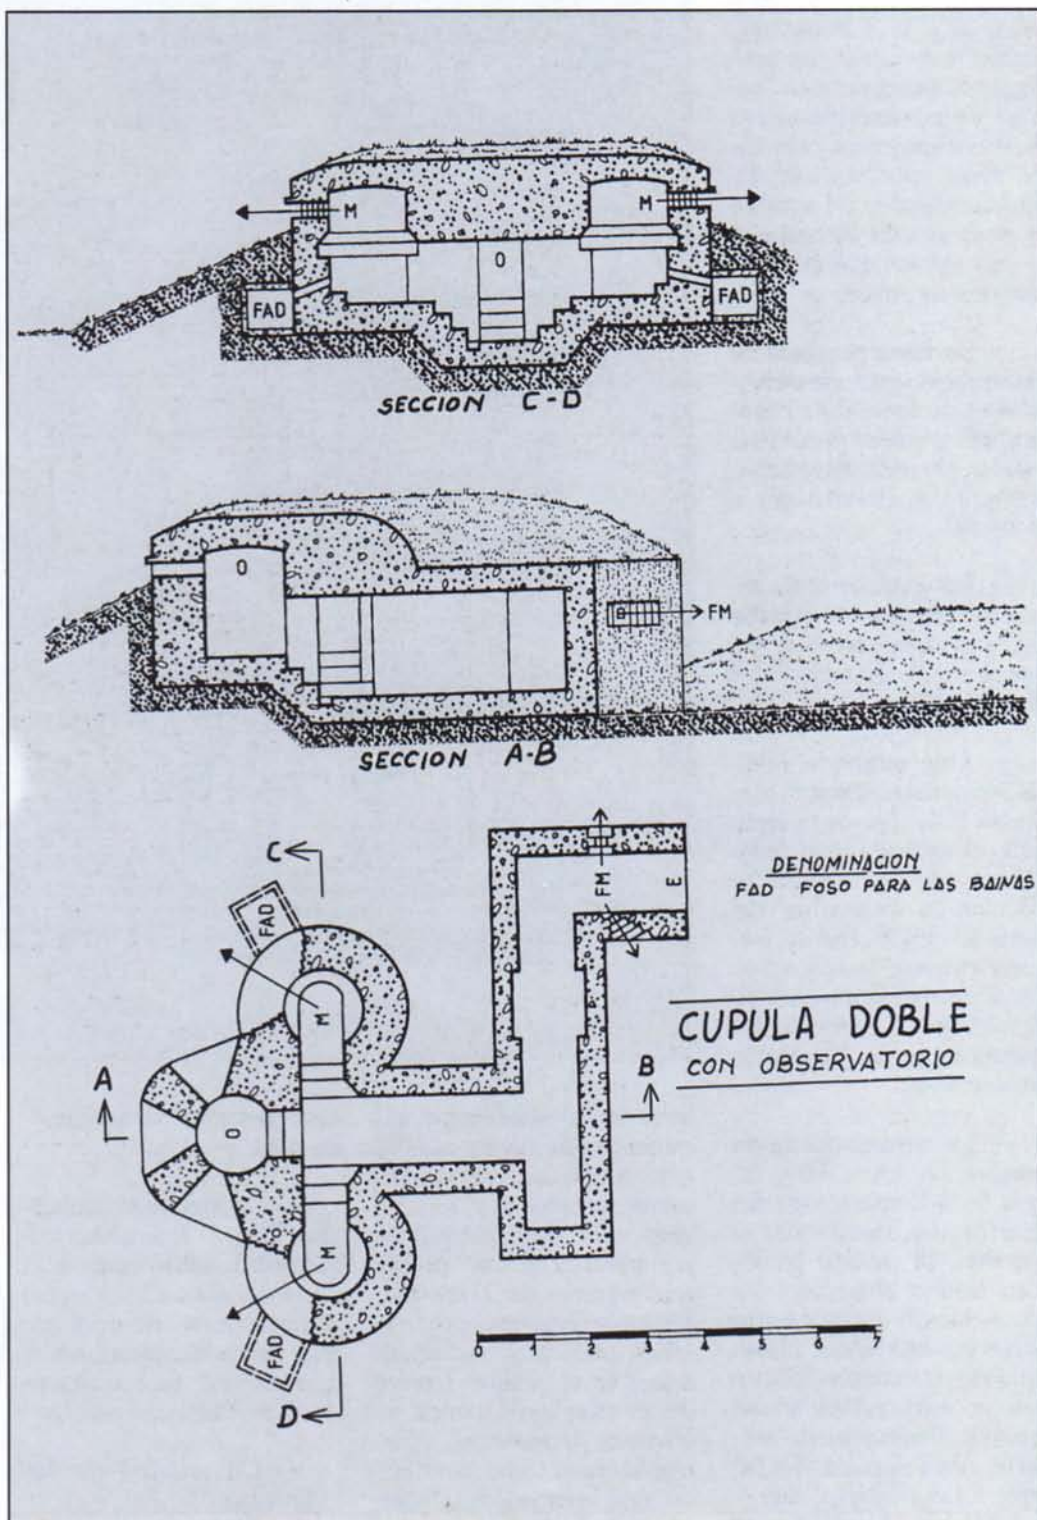 M
M
O
FAD
FAD
SECCION C-D
O
FM
SECCION A-B
C
FAD
FM
E
DENOMINACION
FAD FOSO PARA LAS BAINAS
M
CUPULA DOBLE
CON OBSERVATORIO
A
B
O
M
FAD
D
0 1 2 3 4 5 6 7